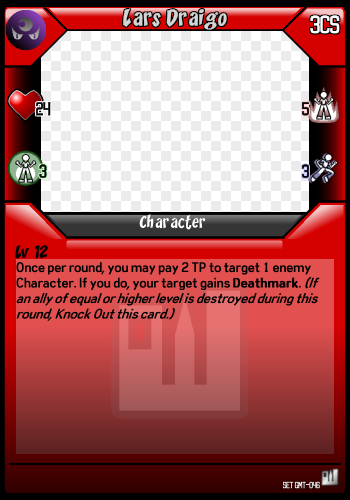 Lars Draigo
3CS
24
5
3
3
Character
Lv 12
Once per round, you may pay 2 TP to target 1 enemy
Character. If you do, your target gains Deathmark. (If
an ally of equal or higher level is destroyed during this
round, Knock Out this card.)
SET GMT-046